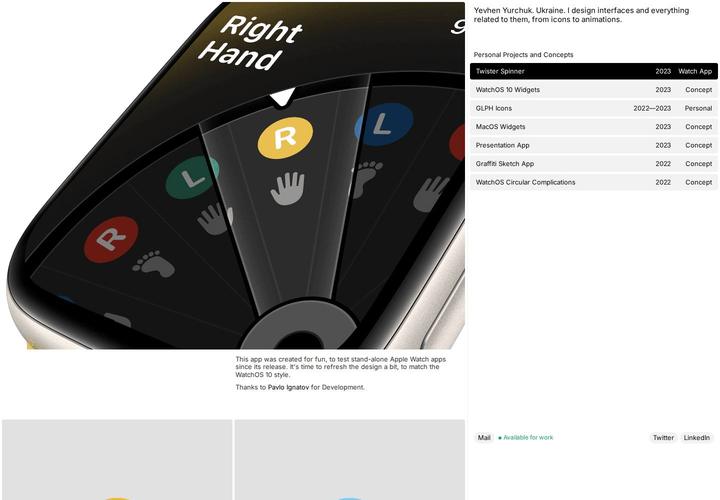 Right
Hand
9
R
L
L
R
This app was created for fun, to test stand-alone Apple Watch apps
since its release. It's time to refresh the design a bit, to match the
WatchOS 10 style.
Thanks to Pavlo Ignatov for Development.
Yevhen Yurchuk. Ukraine. I design interfaces and everything
related to them, from icons to animations.
Personal Projects and Concepts
Twister Spinner 2023 Watch App
WatchOS 10 Widgets 2023 Concept
GLPH Icons 2022—2023 Personal
MacOS Widgets 2023 Concept
Presentation App 2023 Concept
Graffiti Sketch App 2022 Concept
WatchOS Circular Complications 2022 Concept
Mail Available for work Twitter LinkedIn